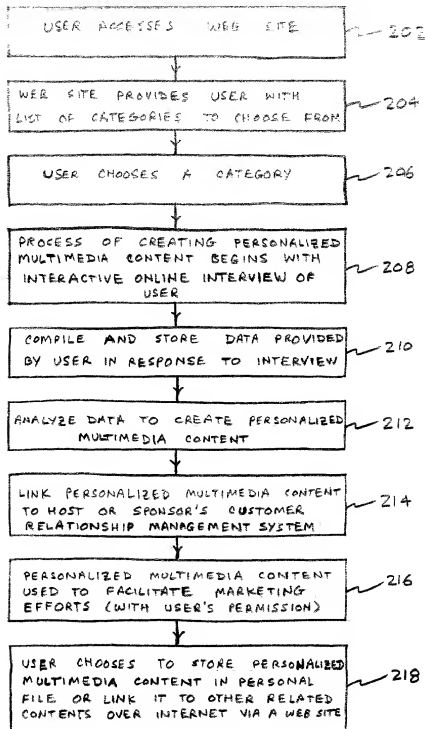 USER ACCESSES WEB SITE
202
WEB SITE PROVIDES USER WITH
LIST OF CATEGORIES TO CHOOSE FROM
204
USER CHOOSES A CATEGORY
206
PROCESS OF CREATING PERSONALIZED
MULTIMEDIA CONTENT BEGINS WITH
INTERACTIVE ONLINE INTERVIEW OF
USER
208
COMPILE AND STORE DATA PROVIDED
BY USER IN RESPONSE TO INTERVIEW
210
ANALYZE DATA TO CREATE PERSONALIZED
MULTIMEDIA CONTENT
212
LINK PERSONALIZED MULTIMEDIA CONTENT
TO HOST OR SPONSOR'S CUSTOMER
RELATIONSHIP MANAGEMENT SYSTEM
214
PERSONALIZED MULTIMEDIA CONTENT
USED TO FACILITATE MARKETING
EFFORTS (WITH USER'S PERMISSION)
216
USER CHOOSES TO STORE PERSONALIZED
MULTIMEDIA CONTENT IN PERSONAL
FILE OR LINK IT TO OTHER RELATED
CONTENTS OVER INTERNET VIA A WEB SITE
218